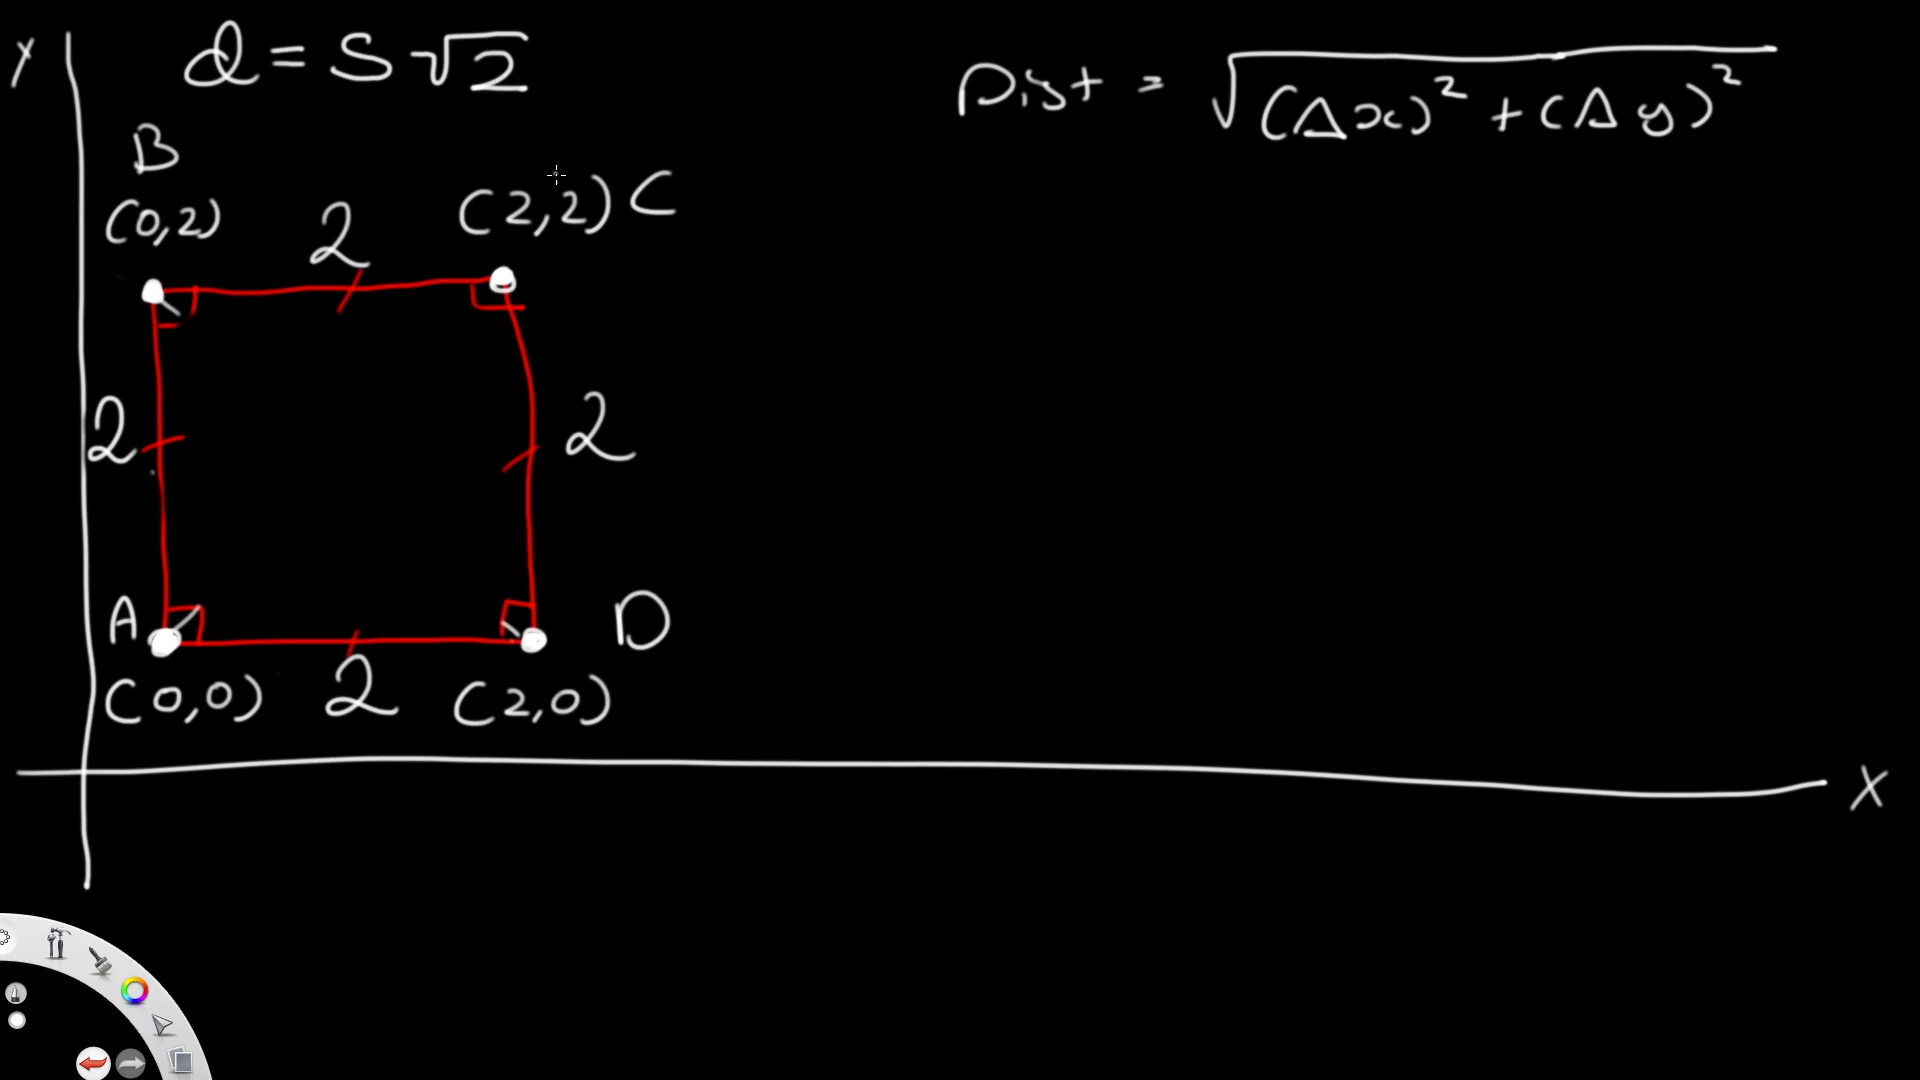 y
d = S √2
Dist = √(Δx)² + (Δy)²
B
(0,2)
2
(2,2) C
2
2
A
D
(0,0)
2
(2,0)
x